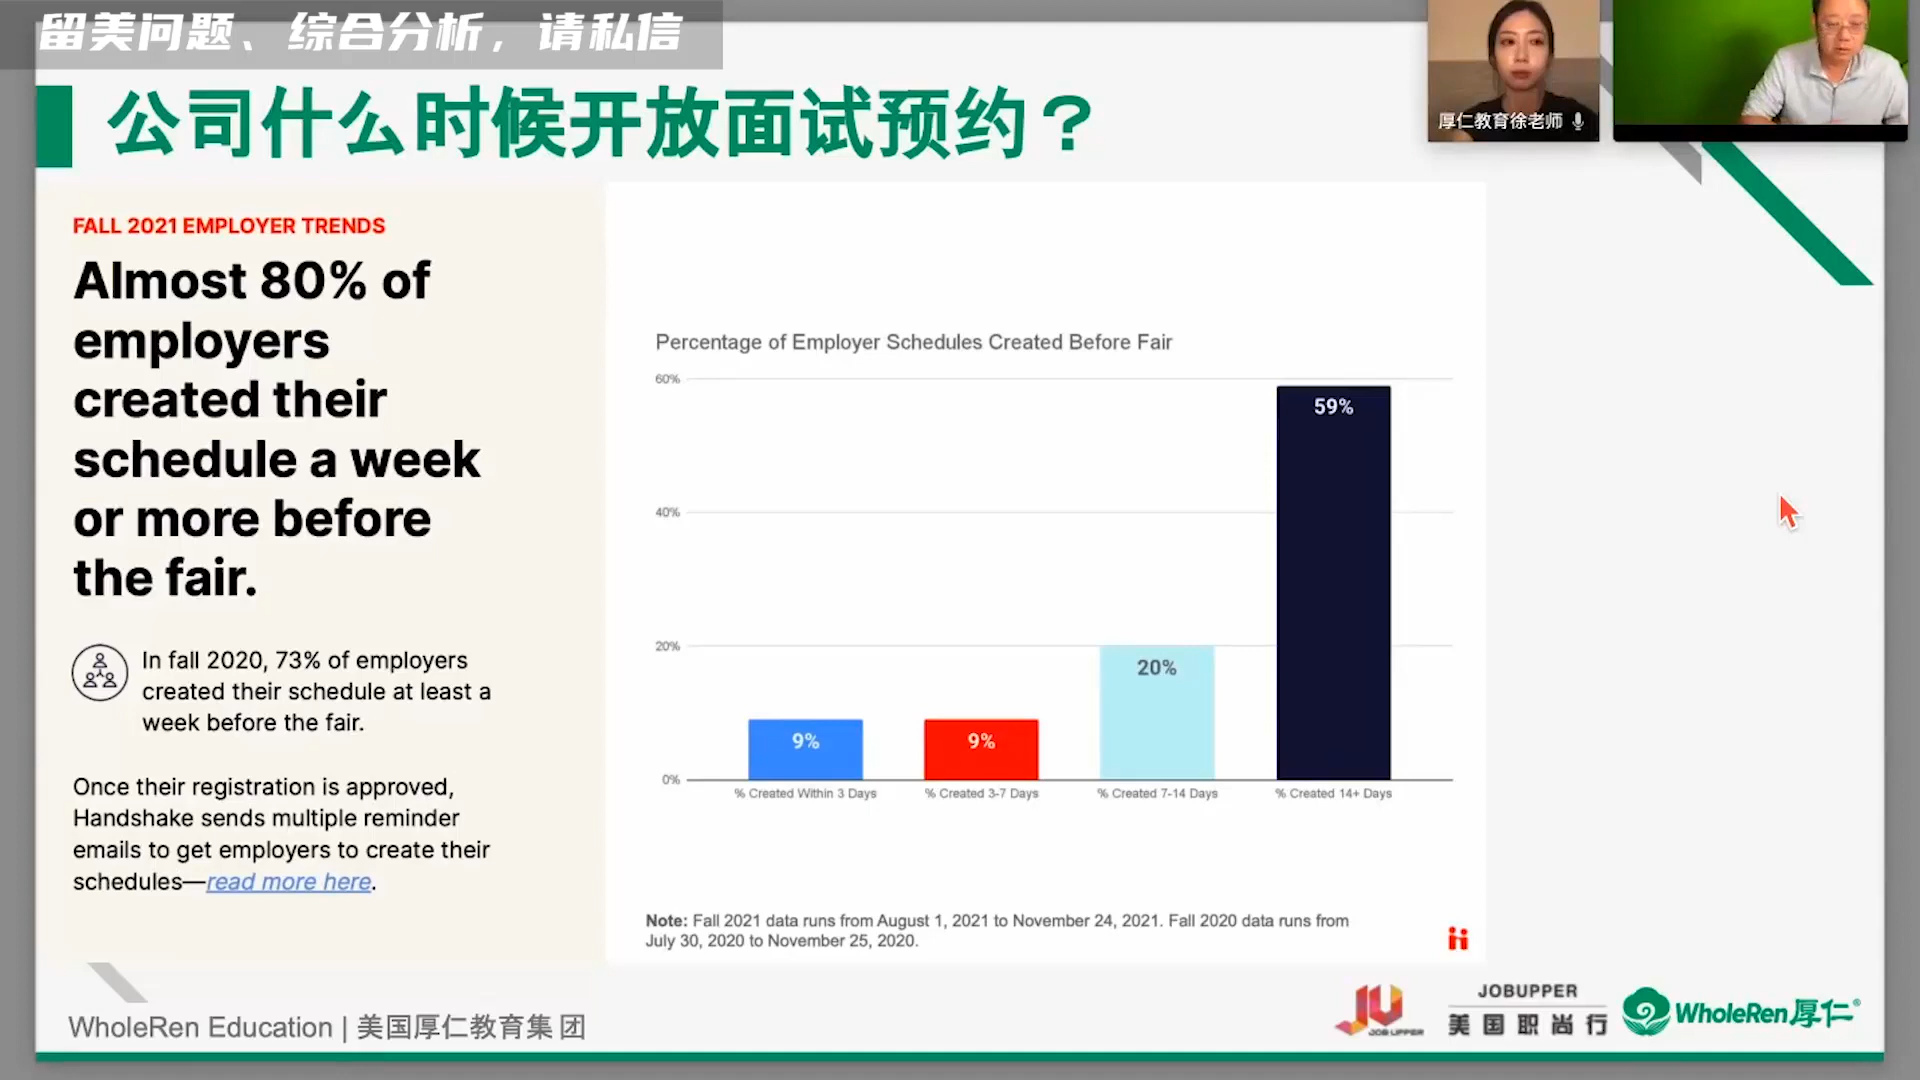 留美问题、综合分析，请私信
公司什么时候开放面试预约？
厚仁教育徐老师
FALL 2021 EMPLOYER TRENDS
Almost 80% of
employers
created their
schedule a week
or more before
the fair.
In fall 2020, 73% of employers
created their schedule at least a
week before the fair.
Once their registration is approved,
Handshake sends multiple reminder
emails to get employers to create their
schedules—read more here.
Percentage of Employer Schedules Created Before Fair
60%
59%
40%
20%
20%
9%
9%
0%
% Created Within 3 Days
% Created 3-7 Days
% Created 7-14 Days
% Created 14+ Days
Note: Fall 2021 data runs from August 1, 2021 to November 24, 2021. Fall 2020 data runs from
July 30, 2020 to November 25, 2020.
WholeRen Education | 美国厚仁教育集团
JU
JOB UPPER
JOBUPPER
美国职尚行
WholeRen厚仁®